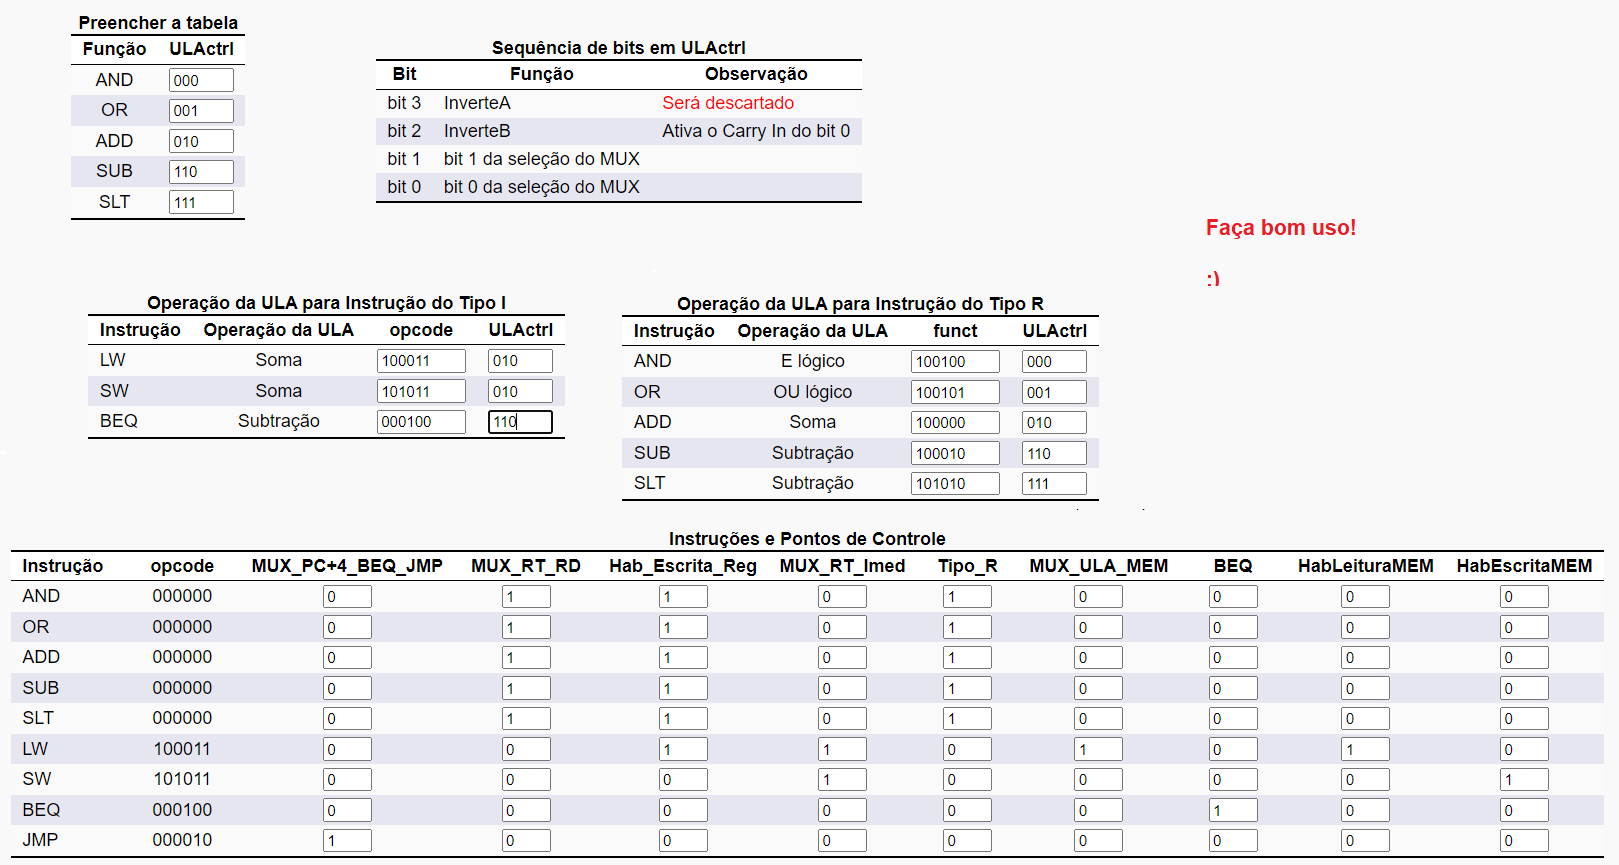 Preencher a tabela
Função ULActrl
AND 000
OR 001
ADD 010
SUB 110
SLT 111
Sequência de bits em ULActrl
Bit Função Observação
bit 3 InverteA Será descartado
bit 2 InverteB Ativa o Carry In do bit 0
bit 1 bit 1 da seleção do MUX
bit 0 bit 0 da seleção do MUX
Faça bom uso!
:)
Operação da ULA para Instrução do Tipo I
Instrução Operação da ULA opcode ULActrl
LW Soma 100011 010
SW Soma 101011 010
BEQ Subtração 000100 110
Operação da ULA para Instrução do Tipo R
Instrução Operação da ULA funct ULActrl
AND E lógico 100100 000
OR OU lógico 100101 001
ADD Soma 100000 010
SUB Subtração 100010 110
SLT Subtração 101010 111
Instruções e Pontos de Controle
Instrução opcode MUX_PC+4_BEQ_JMP MUX_RT_RD Hab_Escrita_Reg MUX_RT_Imed Tipo_R MUX_ULA_MEM BEQ HabLeituraMEM HabEscritaMEM
AND 000000 0 1 1 0 1 0 0 0 0
OR 000000 0 1 1 0 1 0 0 0 0
ADD 000000 0 1 1 0 1 0 0 0 0
SUB 000000 0 1 1 0 1 0 0 0 0
SLT 000000 0 1 1 0 1 0 0 0 0
LW 100011 0 0 1 1 0 1 0 1 0
SW 101011 0 0 0 1 0 0 0 0 1
BEQ 000100 0 0 0 0 0 0 1 0 0
JMP 000010 1 0 0 0 0 0 0 0 0